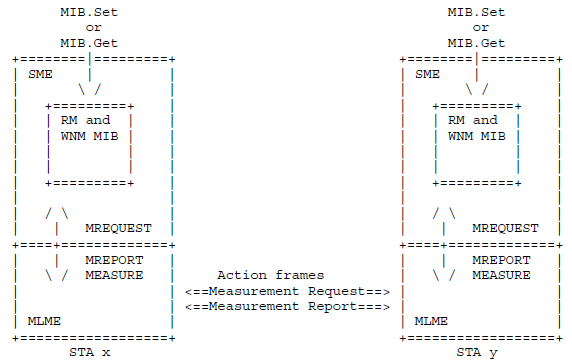 MIB.Set MIB.Set
or or
MIB.Get MIB.Get
SME SME
RM and RM and
WNM MIB WNM MIB
MREQUEST MREQUEST
MREPORT MREPORT
MEASURE Action frames MEASURE
<==Measurement Request==>
<==Measurement Report===>
MLME MLME
STA x STA y